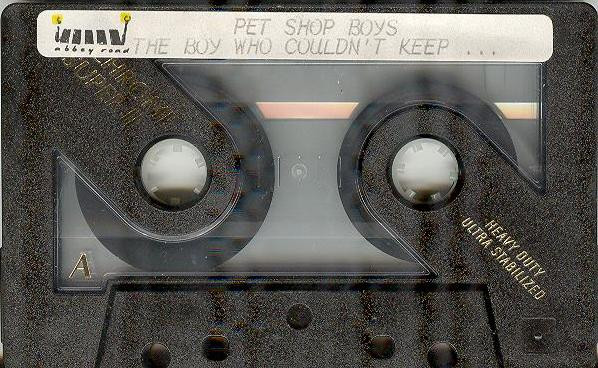 PET SHOP BOYS
THE BOY WHO COULDN'T KEEP ...
abbey road
A
HEAVY DUTY
ULTRA STABILIZED